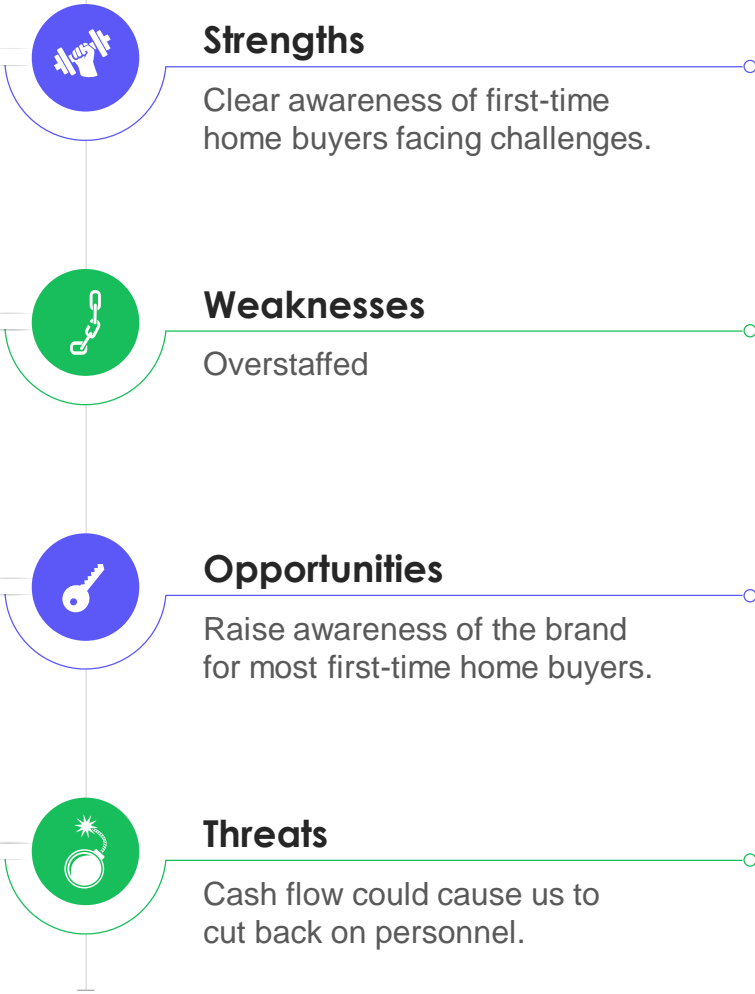 Strengths
Clear awareness of first-time
home buyers facing challenges.
Weaknesses
Overstaffed
Opportunities
Raise awareness of the brand
for most first-time home buyers.
Threats
Cash flow could cause us to
cut back on personnel.